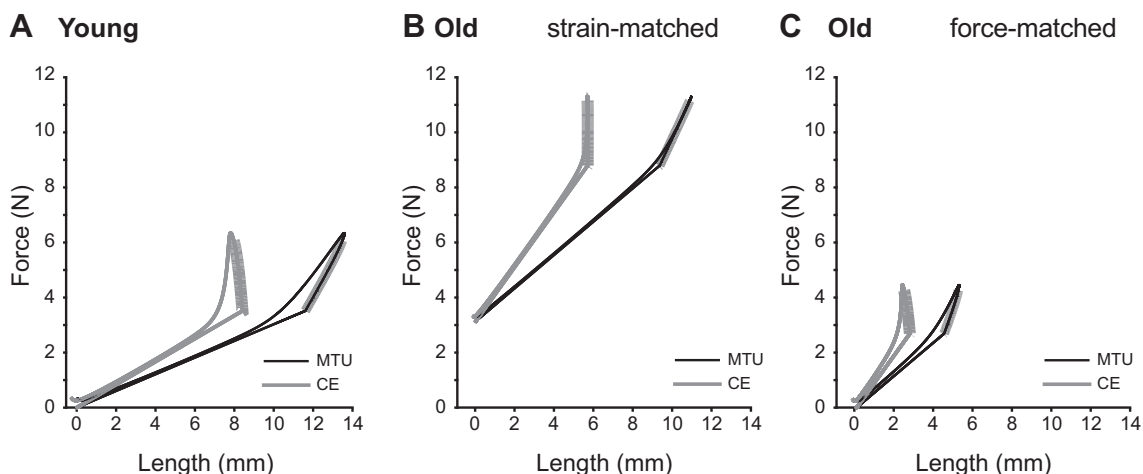 A Young
Force (N)
12
10
8
6
4
2
0
MTU
CE
0 2 4 6 8 10 12 14
Length (mm)
B Old strain-matched
Force (N)
12
10
8
6
4
2
0
MTU
CE
0 2 4 6 8 10 12 14
Length (mm)
C Old force-matched
Force (N)
12
10
8
6
4
2
0
MTU
CE
0 2 4 6 8 10 12 14
Length (mm)